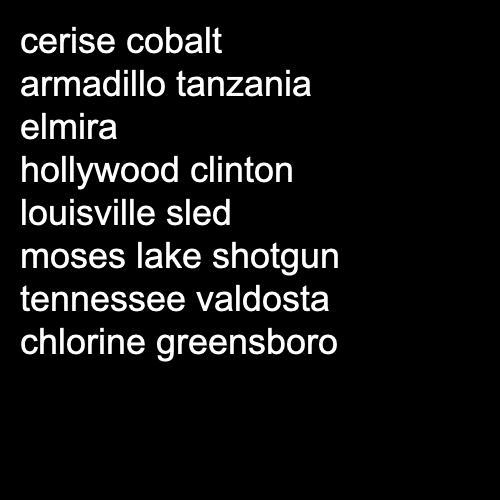 cerise cobalt
armadillo tanzania
elmira
hollywood clinton
louisville sled
moses lake shotgun
tennessee valdosta
chlorine greensboro